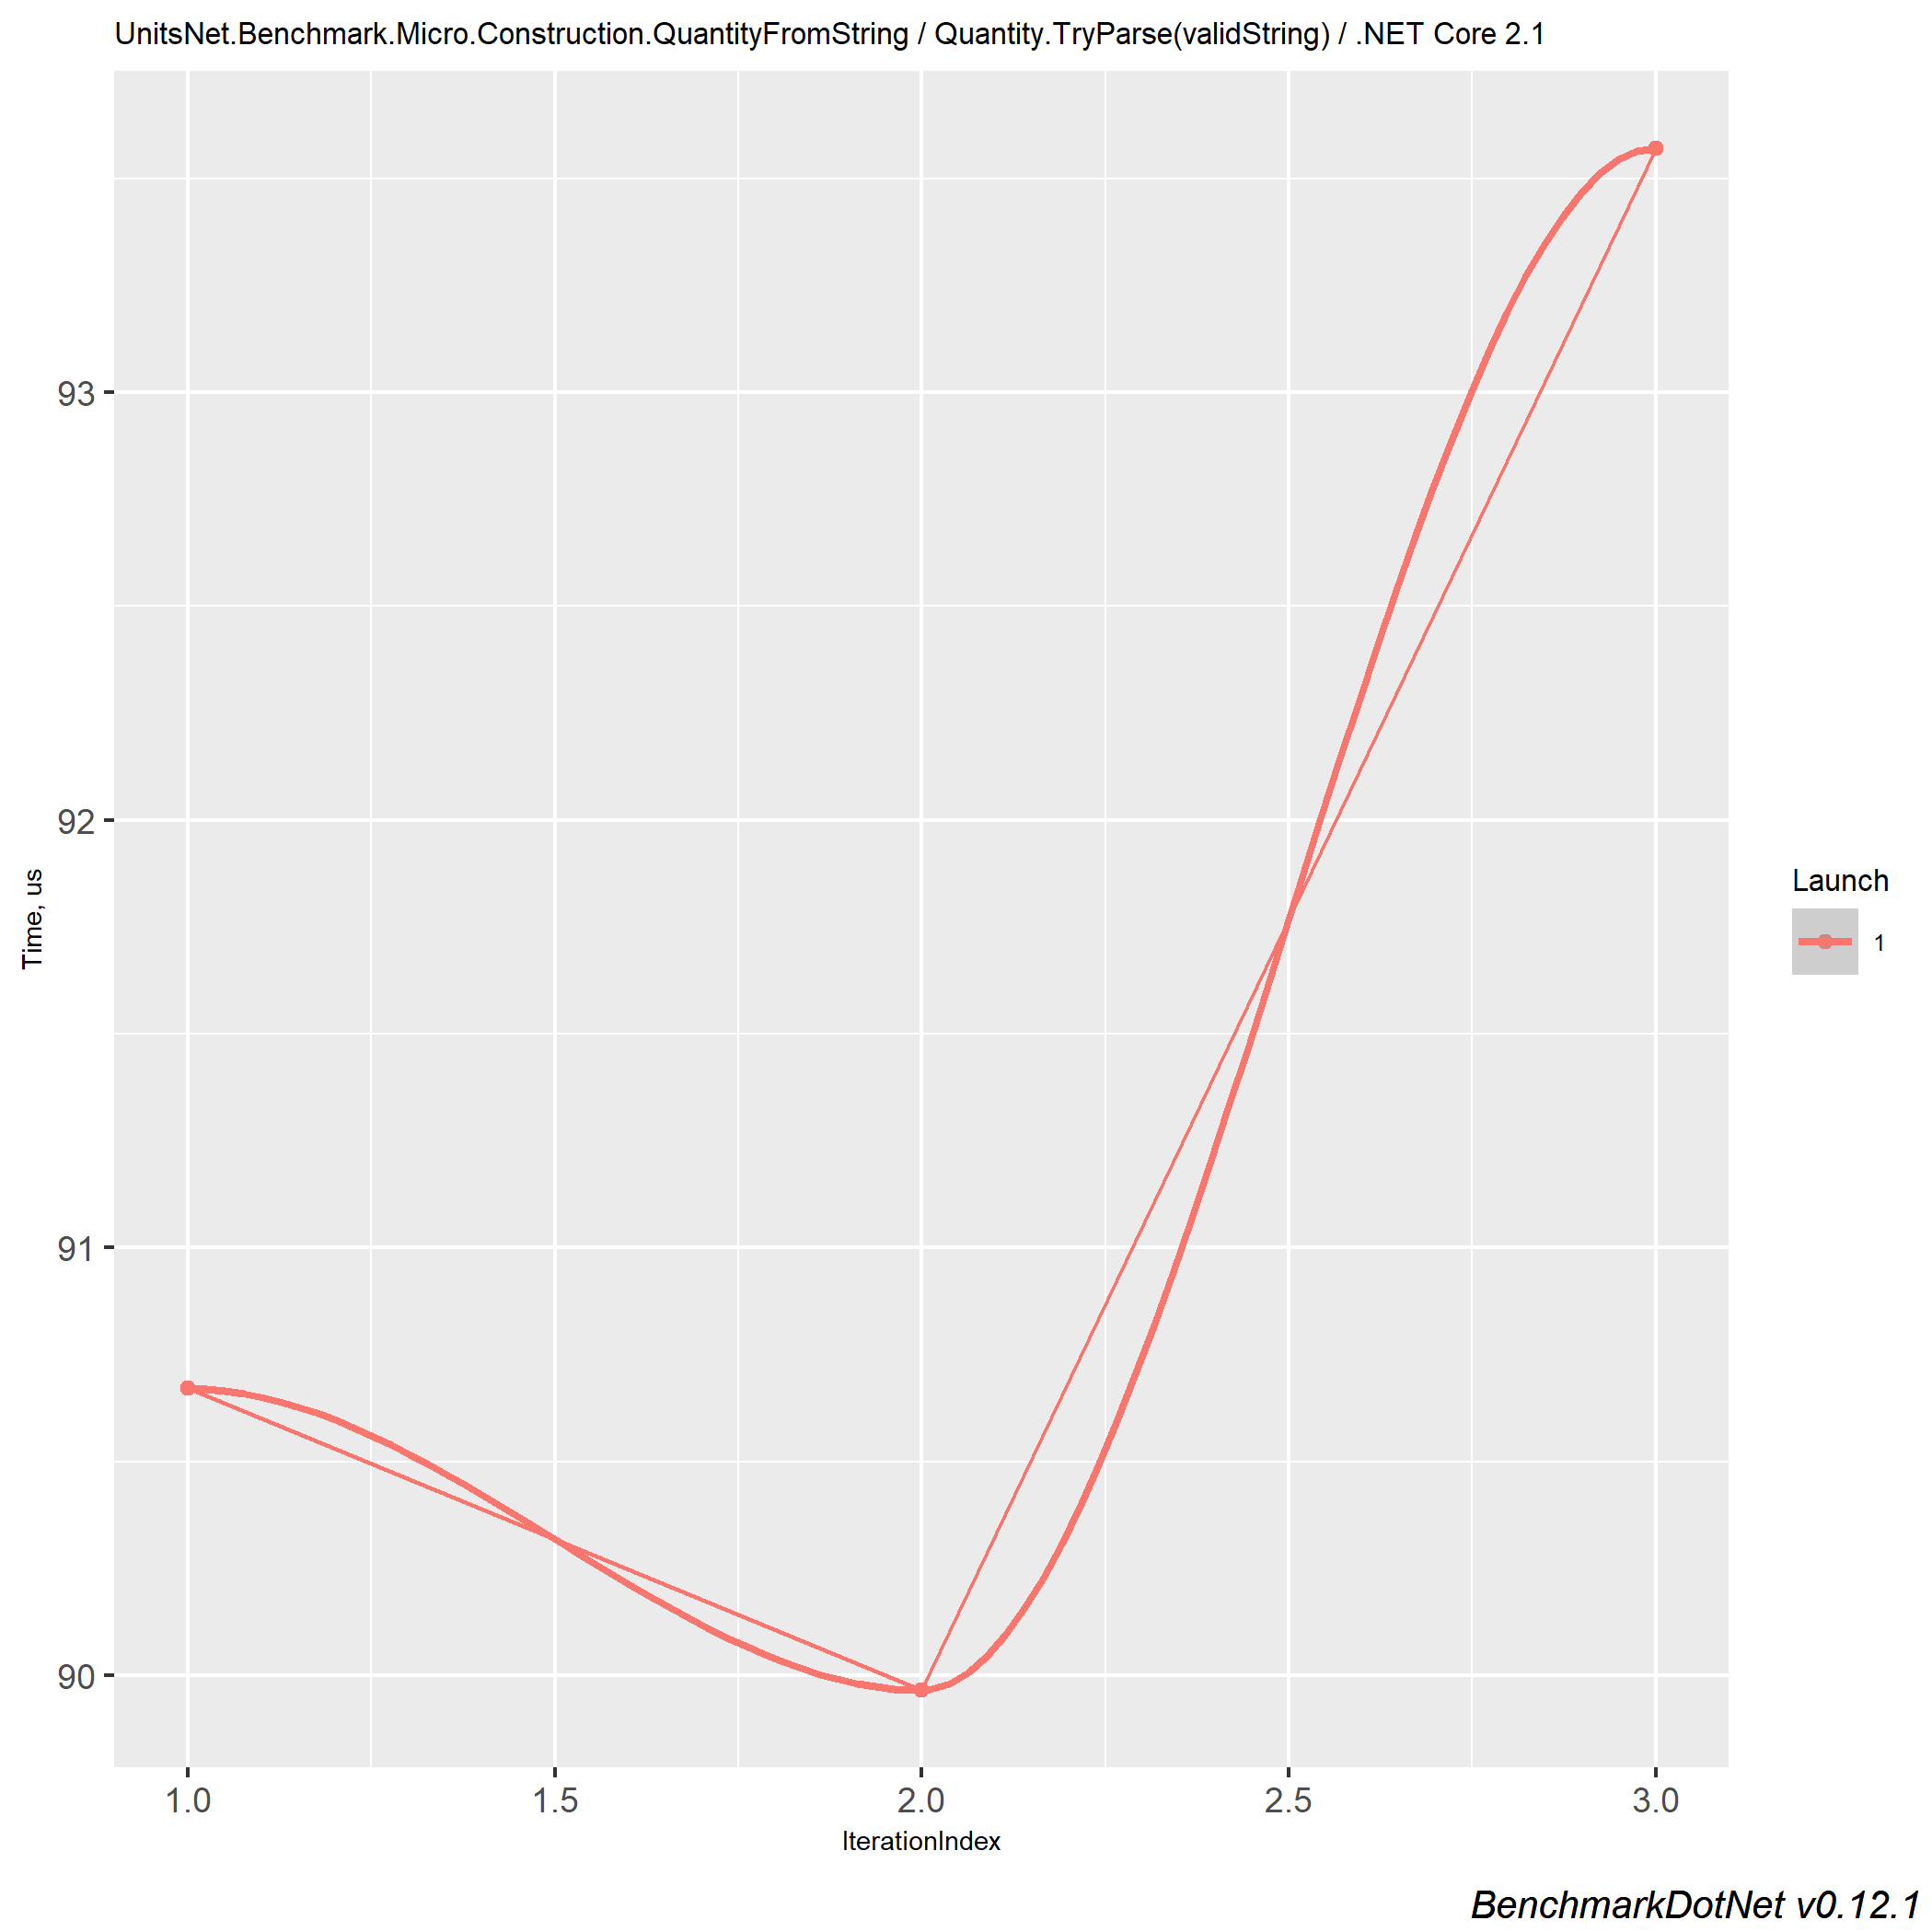 UnitsNet.Benchmark.Micro.Construction.QuantityFromString / Quantity.TryParse(validString) / .NET Core 2.1
93
92
91
90
Time, us
1.0 1.5 2.0 2.5 3.0
IterationIndex
Launch
1
BenchmarkDotNet v0.12.1